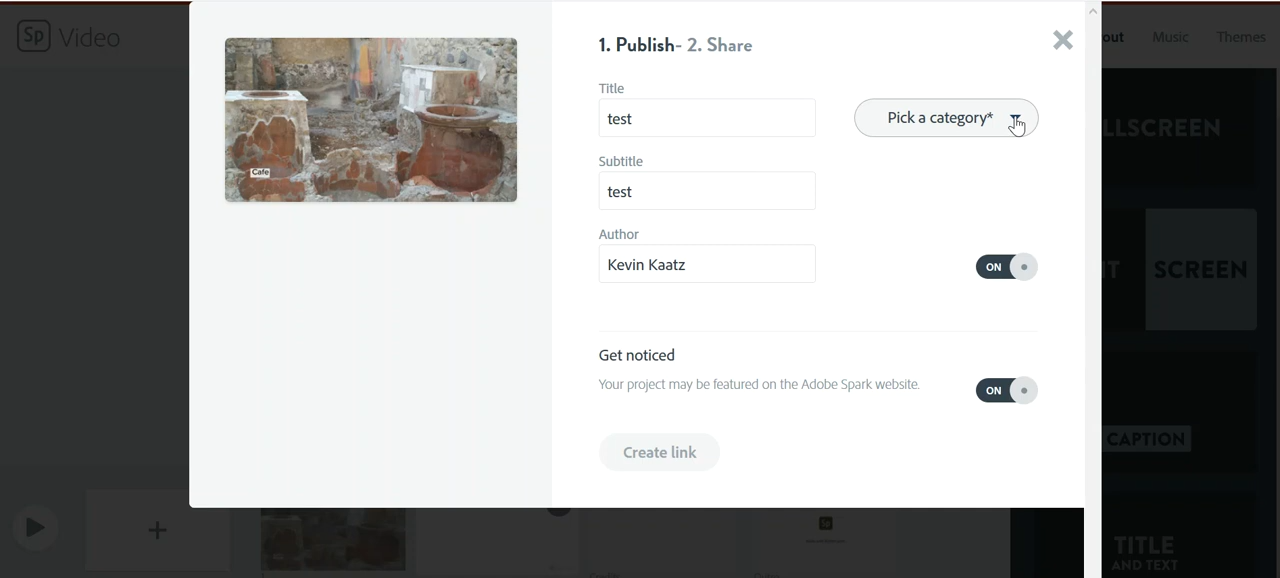 Sp Video
out Music Themes
1. Publish- 2. Share
Title
test
Pick a category*
Subtitle
test
Author
Kevin Kaatz
ON
Get noticed
Your project may be featured on the Adobe Spark website.
ON
Create link
Cafe
LLSCREEN
IT SCREEN
CAPTION
TITLE
AND TEXT
Sp